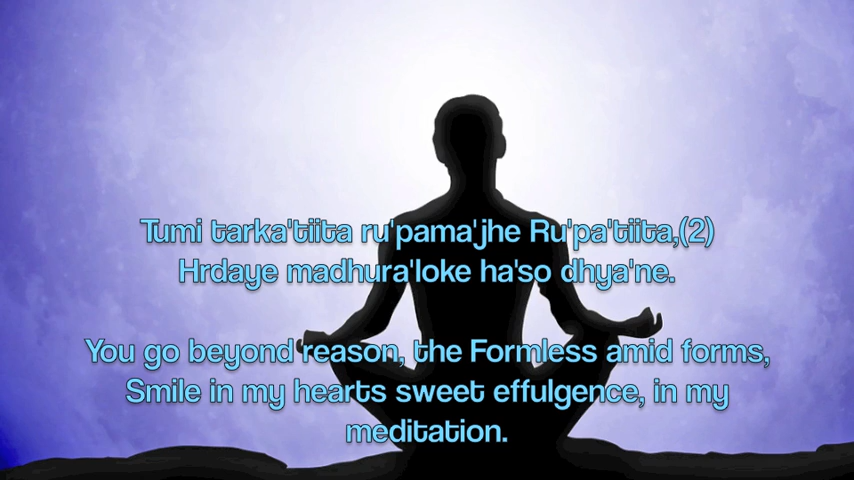 Tumi tarka'tiita ru'pama'jhe Ru'pa'tiita,(2)
Hrdaye madhura'loke ha'so dhya'ne.
You go beyond reason, the Formless amid forms,
Smile in my hearts sweet effulgence, in my
meditation.